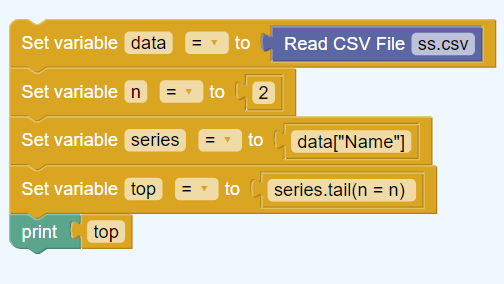 Set variable data = ▾ to Read CSV File ss.csv
Set variable n = ▾ to 2
Set variable series = ▾ to data["Name"]
Set variable top = ▾ to series.tail(n = n)
print top